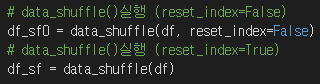 # data_shuffle()실행 (reset_index=False)
df_sf0 = data_shuffle(df, reset_index=False)
# data_shuffle()실행 (reset_index=True)
df_sf = data_shuffle(df)